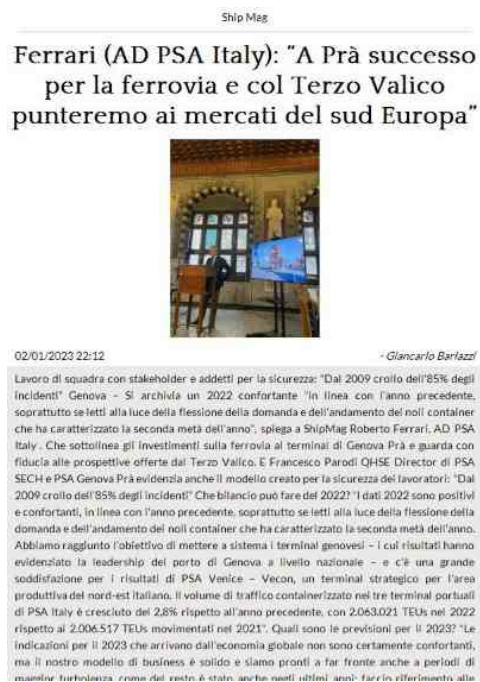 Ship Mag
Ferrari (AD PSA Italy): "A Prà successo
per la ferrovia e col Terzo Valico
punteremo ai mercati del sud Europa"
02/01/2023 22:12
- Giancarlo Barlazzi
Lavoro di squadra con stakeholder e addetti per la sicurezza: "Dal 2009 crollo dell'85% degli
incidenti" Genova – Si archivia un 2022 confortante "in linea con l'anno precedente,
soprattutto se letti alla luce della flessione della domanda e dell'andamento dei noli container
che ha caratterizzato la seconda metà dell'anno", spiega a ShipMag Roberto Ferrari, AD PSA
Italy . Che sottolinea gli investimenti sulla ferrovia al terminal di Genova Prà e guarda con
fiducia alle prospettive offerte dal Terzo Valico. E Francesco Parodi QHSE Director di PSA
SECH e PSA Genova Prà evidenzia anche il modello creato per la sicurezza dei lavoratori: "Dal
2009 crollo dell'85% degli incidenti" Che bilancio può fare del 2022? "I dati 2022 sono positivi
e confortanti, in linea con l'anno precedente, soprattutto se letti alla luce della flessione della
domanda e dell'andamento dei noli container che ha caratterizzato la seconda metà dell'anno.
Abbiamo raggiunto l'obiettivo di mettere a sistema i terminal genovesi – i cui risultati hanno
evidenziato la leadership del porto di Genova a livello nazionale – e c'è una grande
soddisfazione per i risultati di PSA Venice – Vecon, un terminal strategico per l'area
produttiva del nord-est italiano. Il volume di traffico containerizzato nei tre terminal portuali
di PSA Italy è cresciuto del 2,8% rispetto all'anno precedente, con 2.063.021 TEUs nel 2022
rispetto ai 2.006.517 TEUs movimentati nel 2021". Quali sono le previsioni per il 2023? "Le
indicazioni per il 2023 che arrivano dall'economia globale non sono certamente confortanti,
ma il nostro modello di business è solido e siamo pronti a far fronte anche a periodi di
maggior turbolenza, come del resto è stato anche negli ultimi anni: faccio riferimento alle